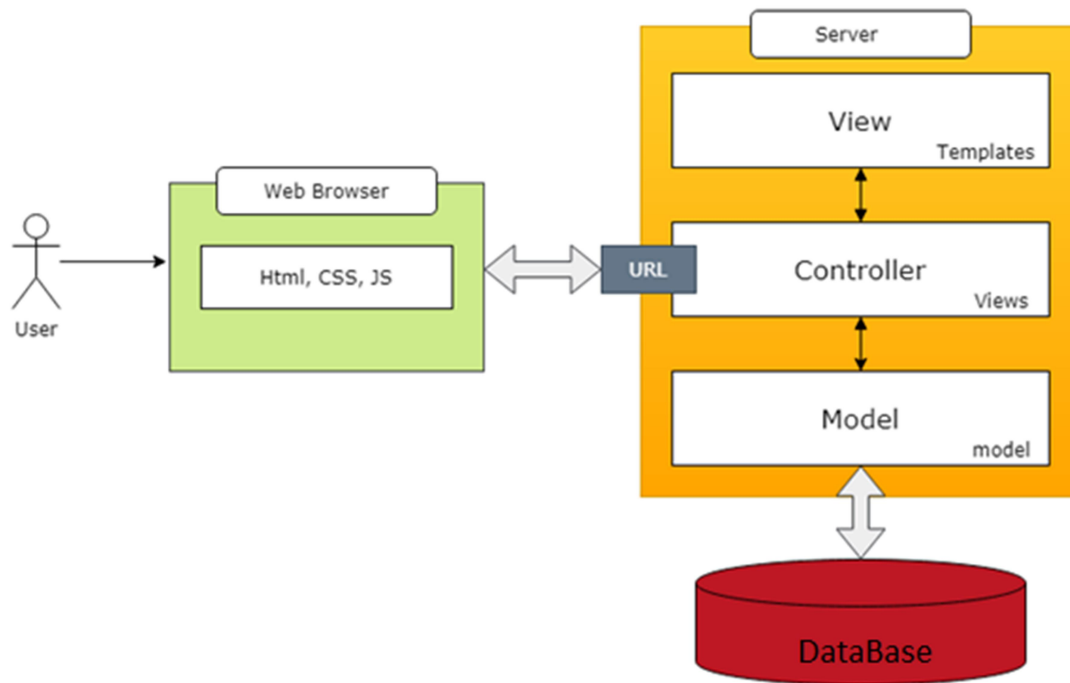 Server
View
Templates
Web Browser
Html, CSS, JS
URL
Controller
Views
User
Model
model
DataBase